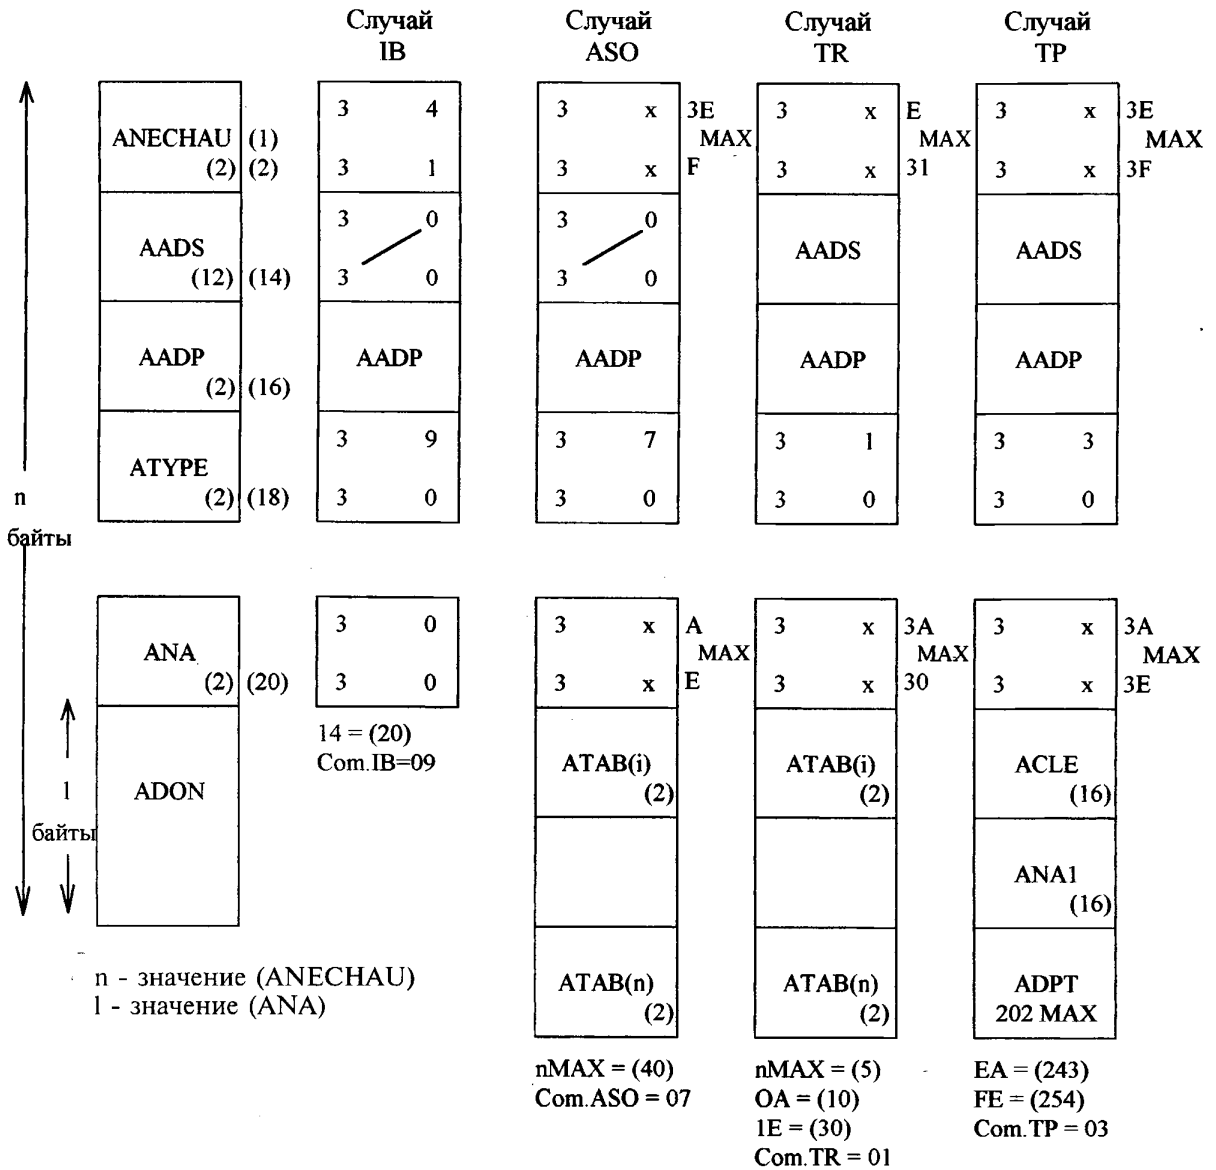 Случай IB
Случай ASO
Случай TR
Случай TP
ANECHAU (1)
(2) (2)
3 4
3 1
3 x 3E
MAX
3 x F
3 x E
MAX
3 x 31
3 x 3E
MAX
3 x 3F
AADS
(12) (14)
3 0
3 0
3 0
3 0
AADS
AADS
AADP
(2) (16)
AADP
AADP
AADP
AADP
ATYPE
(2) (18)
3 9
3 0
3 7
3 0
3 1
3 0
3 3
3 0
n
байты
ANA
(2) (20)
3 0
3 0
3 x A
MAX
3 x E
3 x 3A
MAX
3 x 30
3 x 3A
MAX
3 x 3E
14 = (20)
Com.IB=09
l
байты
ADON
ATAB(i)
(2)
ATAB(i)
(2)
ACLE
(16)
ANA1
(16)
ATAB(n)
(2)
ATAB(n)
(2)
ADPT
202 MAX
n - значение (ANECHAU)
l - значение (ANA)
nMAX = (40)
Com.ASO = 07
nMAX = (5)
OA = (10)
1E = (30)
Com.TR = 01
EA = (243)
FE = (254)
Com.TP = 03